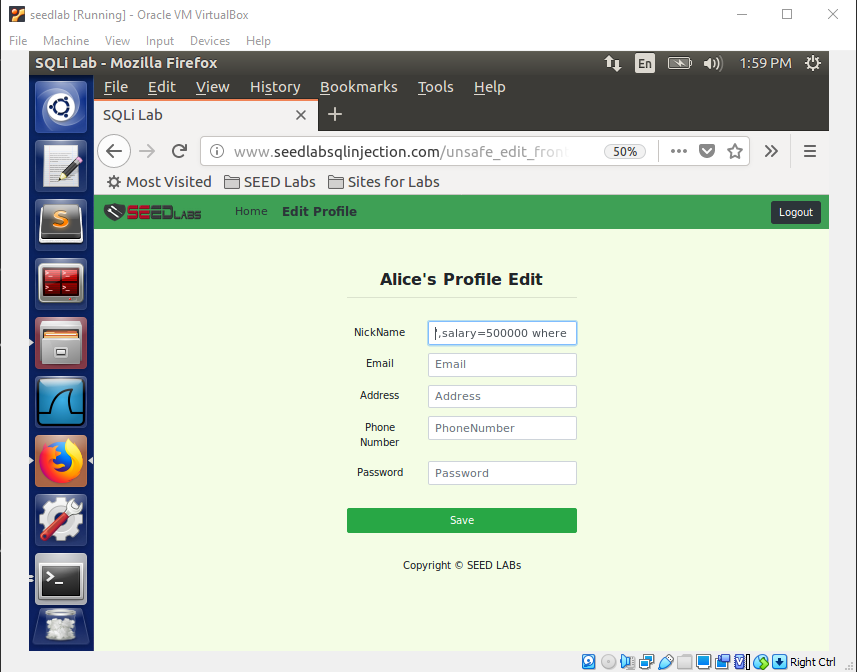 seedlab [Running] - Oracle VM VirtualBox
File Machine View Input Devices Help
SQLi Lab - Mozilla Firefox En 1:59 PM
File Edit View History Bookmarks Tools Help
SQLi Lab
www.seedlabsqlinjection.com/unsafe_edit_fron 50%
Most Visited SEED Labs Sites for Labs
SEEDLABS Home Edit Profile Logout
Alice's Profile Edit
NickName ',salary=500000 where
Email Email
Address Address
Phone Number PhoneNumber
Password Password
Save
Copyright © SEED LABs
Right Ctrl